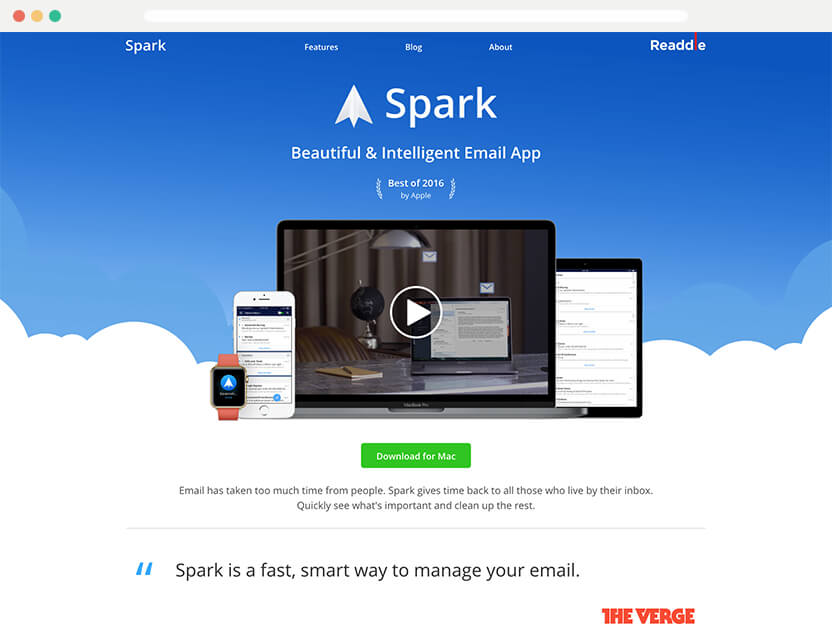 Spark
Features
Blog
About
Readdle
Spark
Beautiful & Intelligent Email App
Best of 2016
by Apple
MacBook Pro
Download for Mac
Email has taken too much time from people. Spark gives time back to all those who live by their inbox.
Quickly see what's important and clean up the rest.
“ Spark is a fast, smart way to manage your email.
THE VERGE